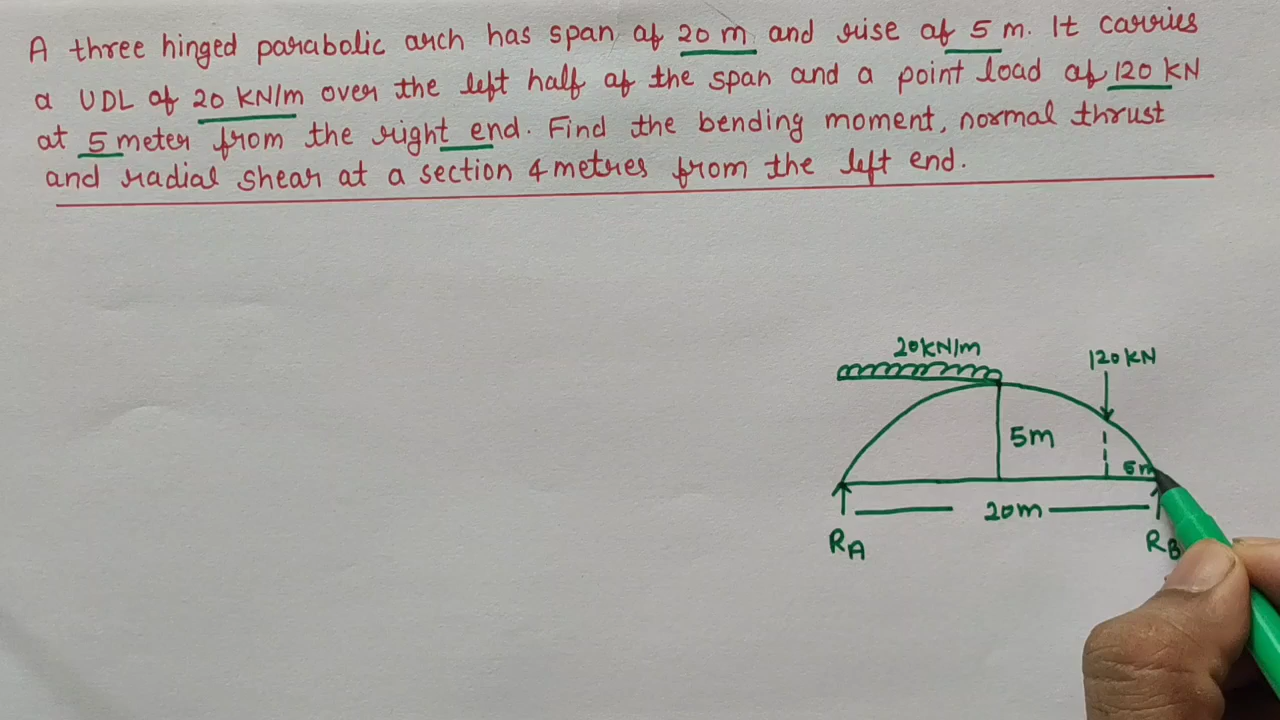 A three hinged parabolic arch has span of 20 m and rise of 5 m. It carries
a UDL of 20 KN/m over the left half of the span and a point load of 120 KN
at 5 meter from the right end. Find the bending moment, normal thrust
and radial shear at a section 4 metres from the left end.
20KN/m
120KN
5m
5m
20m
RA
RB